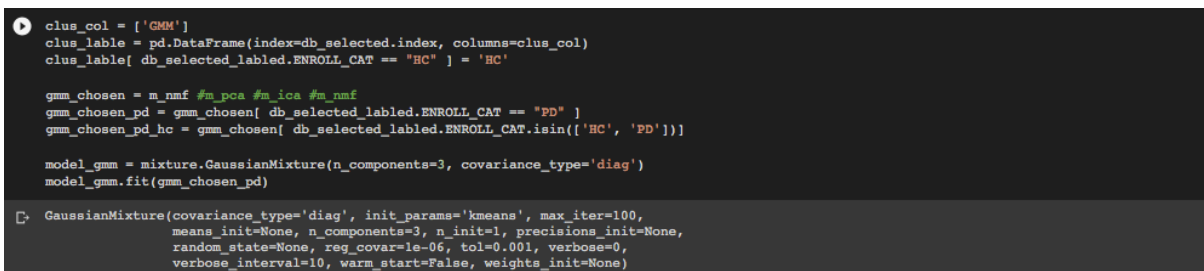 clus_col = ['GMM']
clus_lable = pd.DataFrame(index=db_selected.index, columns=clus_col)
clus_lable[ db_selected_labled.ENROLL_CAT == "HC" ] = 'HC'
gmm_chosen = m_nmf #m_pca #m_ica #m_nmf
gmm_chosen_pd = gmm_chosen[ db_selected_labled.ENROLL_CAT == "PD" ]
gmm_chosen_pd_hc = gmm_chosen[ db_selected_labled.ENROLL_CAT.isin(['HC', 'PD'])]
model_gmm = mixture.GaussianMixture(n_components=3, covariance_type='diag')
model_gmm.fit(gmm_chosen_pd)
GaussianMixture(covariance_type='diag', init_params='kmeans', max_iter=100,
means_init=None, n_components=3, n_init=1, precisions_init=None,
random_state=None, reg_covar=1e-06, tol=0.001, verbose=0,
verbose_interval=10, warm_start=False, weights_init=None)